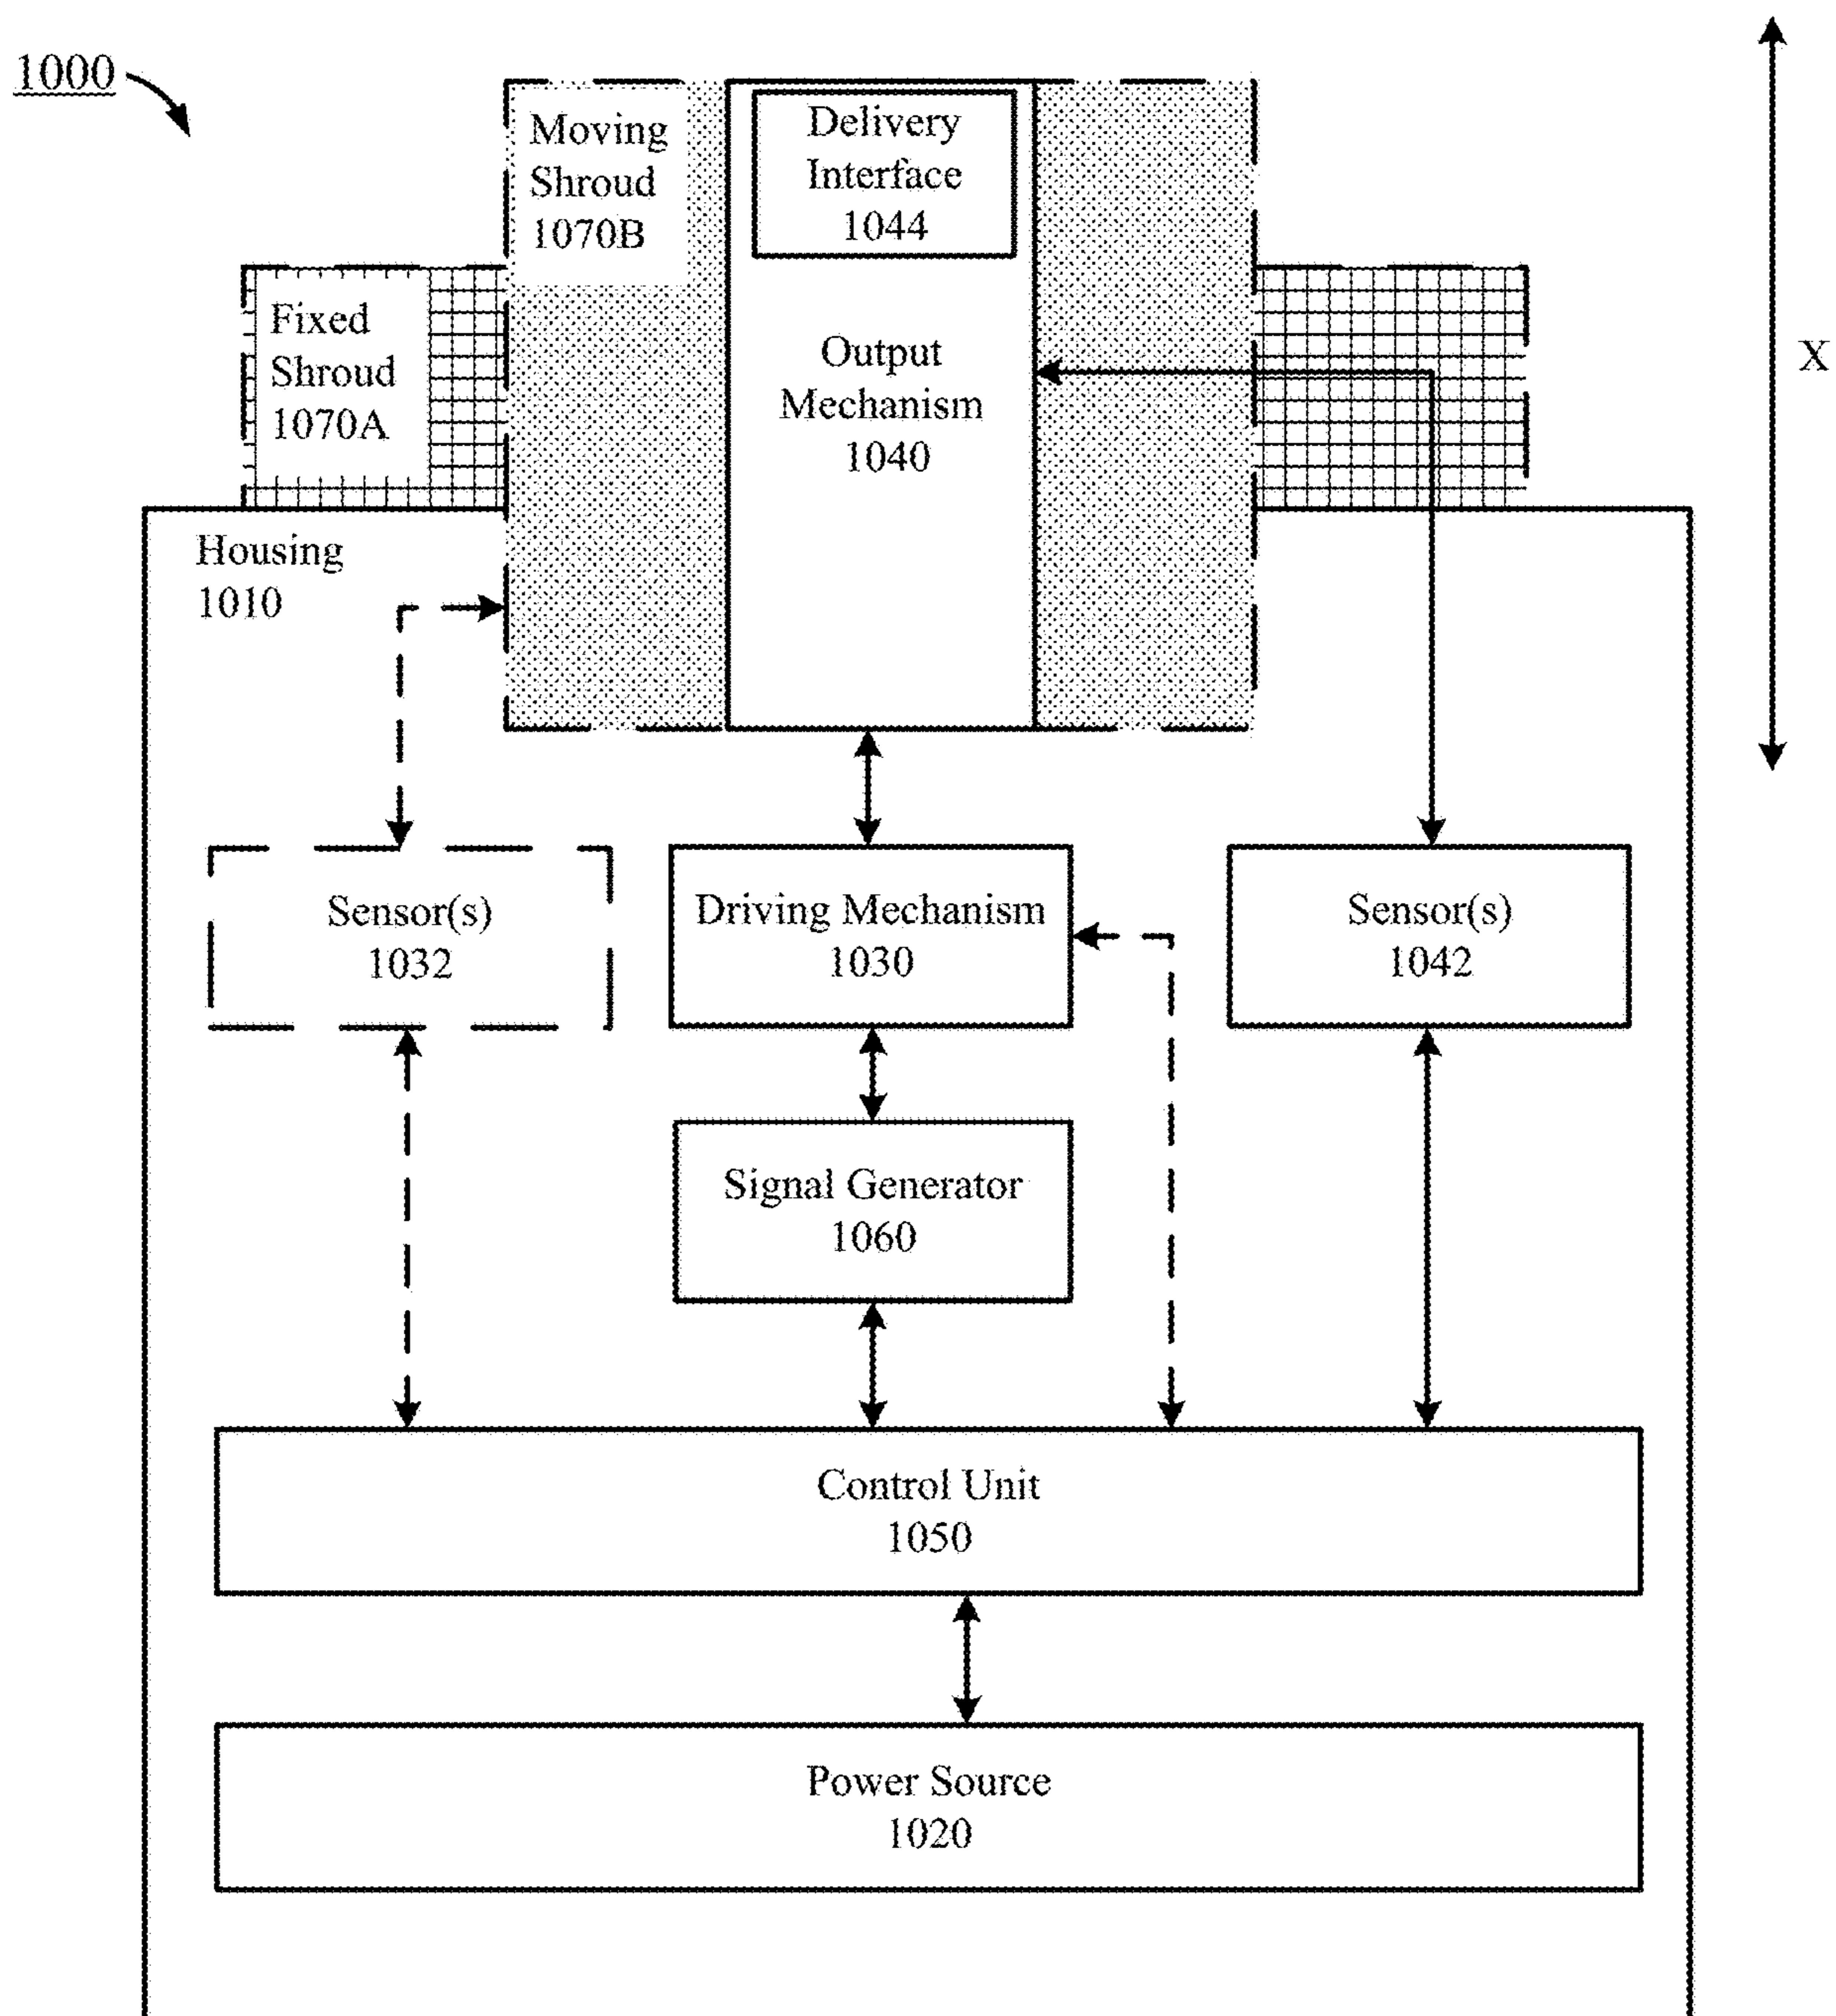 1000
Moving
Shroud
1070B
Delivery
Interface
1044
X
Fixed
Shroud
1070A
Output
Mechanism
1040
Housing
1010
Sensor(s)
1032
Driving Mechanism
1030
Sensor(s)
1042
Signal Generator
1060
Control Unit
1050
Power Source
1020